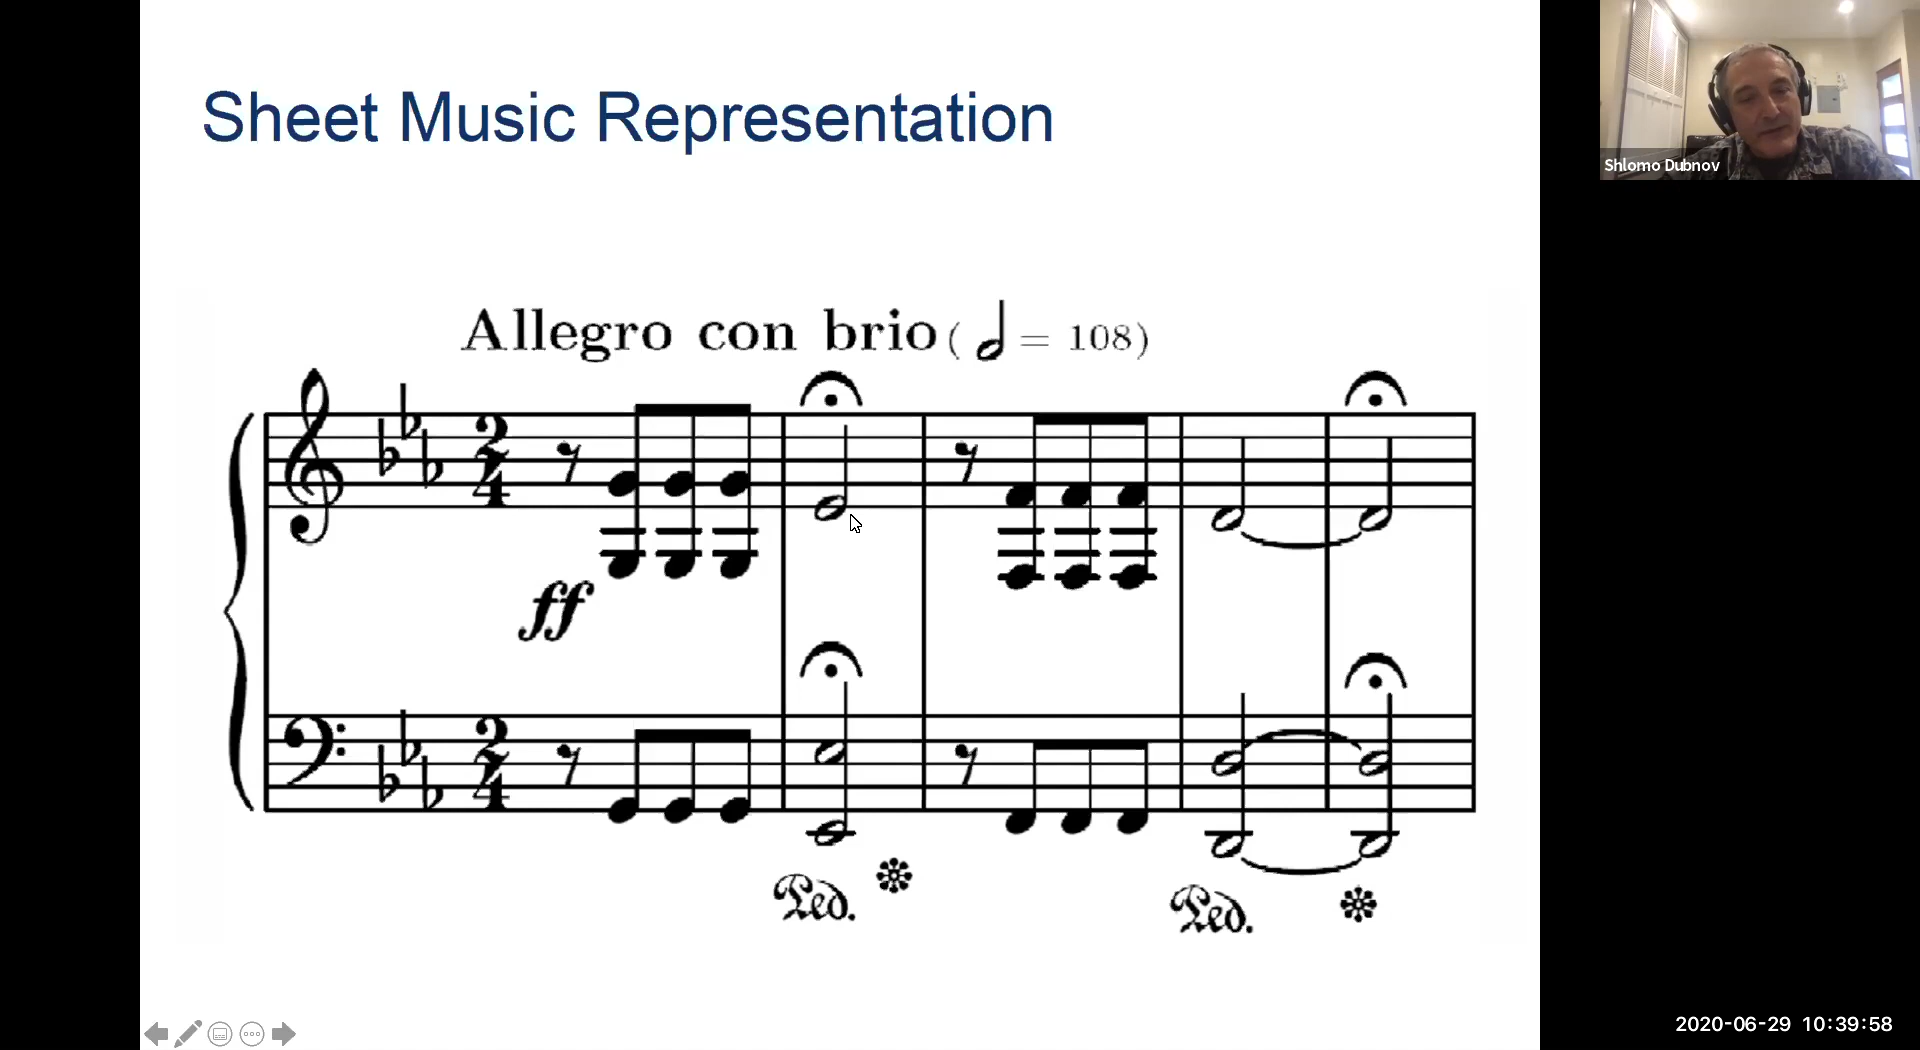 Sheet Music Representation
Shlomo Dubnov
Allegro con brio ( 𝅗𝅥 = 108)
2
4
ff
2
4
Ped. Ped.
2020-06-29 10:39:58